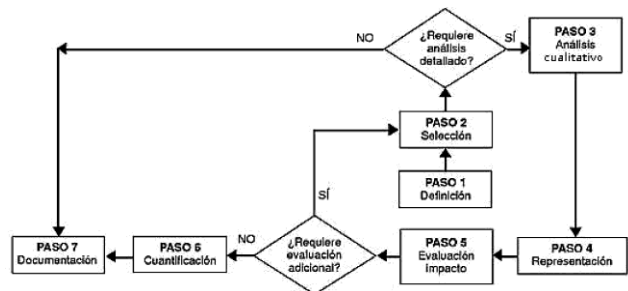 ¿Requiere
análisis
detallado?
NO
SÍ
PASO 3
Análisis
cualitativo
PASO 2
Selección
PASO 1
Definición
SÍ
NO
PASO 7
Documentación
PASO 6
Cuantificación
¿Requiere
evaluación
adicional?
PASO 5
Evaluación
impacto
PASO 4
Representación